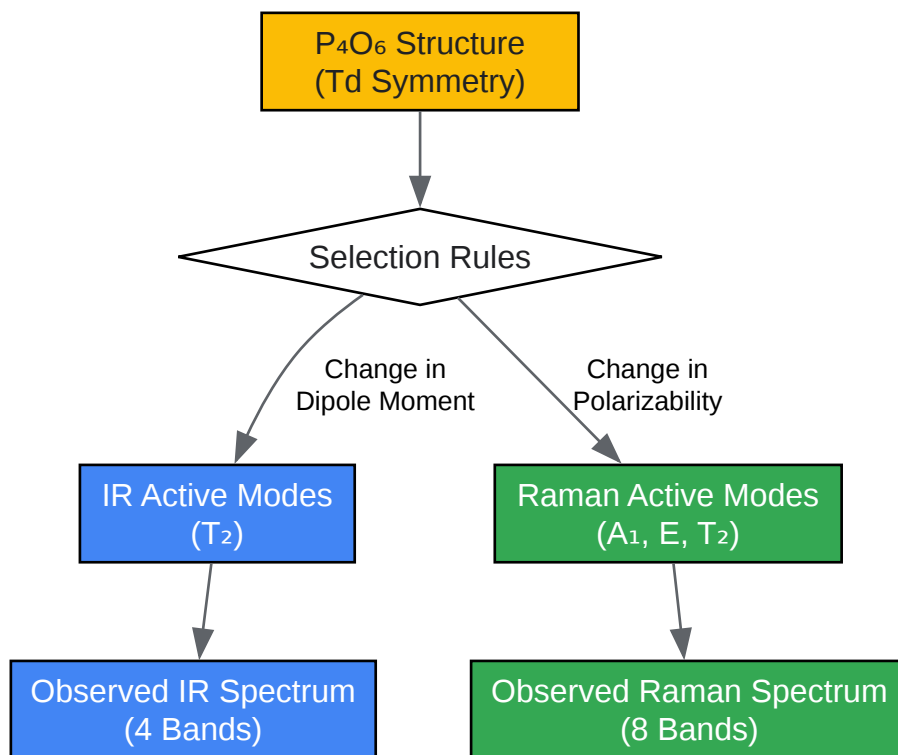 P₄O₆ Structure
(Td Symmetry)
Selection Rules
Change in
Dipole Moment
Change in
Polarizability
IR Active Modes
(T₂)
Raman Active Modes
(A₁, E, T₂)
Observed IR Spectrum
(4 Bands)
Observed Raman Spectrum
(8 Bands)